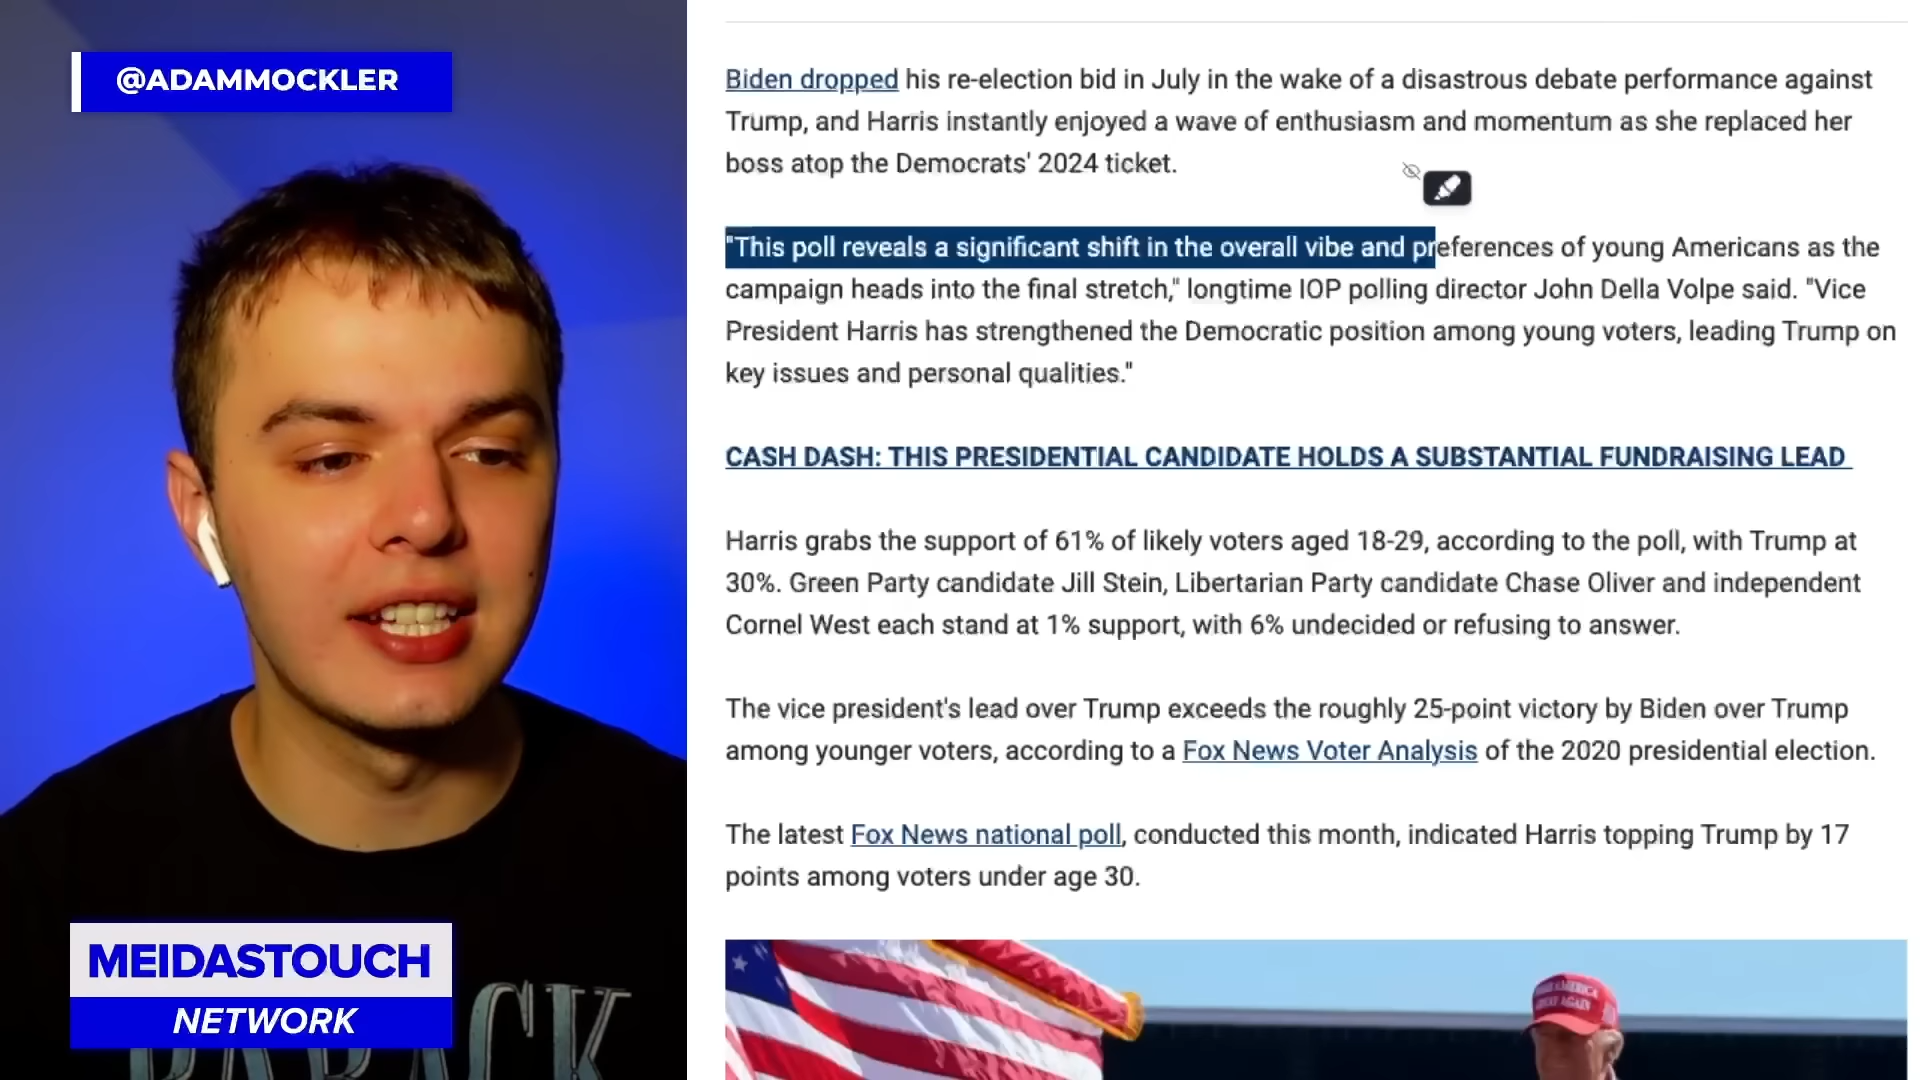 @ADAMMOCKLER
Biden dropped his re-election bid in July in the wake of a disastrous debate performance against
Trump, and Harris instantly enjoyed a wave of enthusiasm and momentum as she replaced her
boss atop the Democrats' 2024 ticket.
"This poll reveals a significant shift in the overall vibe and preferences of young Americans as the
campaign heads into the final stretch," longtime IOP polling director John Della Volpe said. "Vice
President Harris has strengthened the Democratic position among young voters, leading Trump on
key issues and personal qualities."
CASH DASH: THIS PRESIDENTIAL CANDIDATE HOLDS A SUBSTANTIAL FUNDRAISING LEAD
Harris grabs the support of 61% of likely voters aged 18-29, according to the poll, with Trump at
30%. Green Party candidate Jill Stein, Libertarian Party candidate Chase Oliver and independent
Cornel West each stand at 1% support, with 6% undecided or refusing to answer.
The vice president's lead over Trump exceeds the roughly 25-point victory by Biden over Trump
among younger voters, according to a Fox News Voter Analysis of the 2020 presidential election.
The latest Fox News national poll, conducted this month, indicated Harris topping Trump by 17
points among voters under age 30.
MEIDASTOUCH
NETWORK